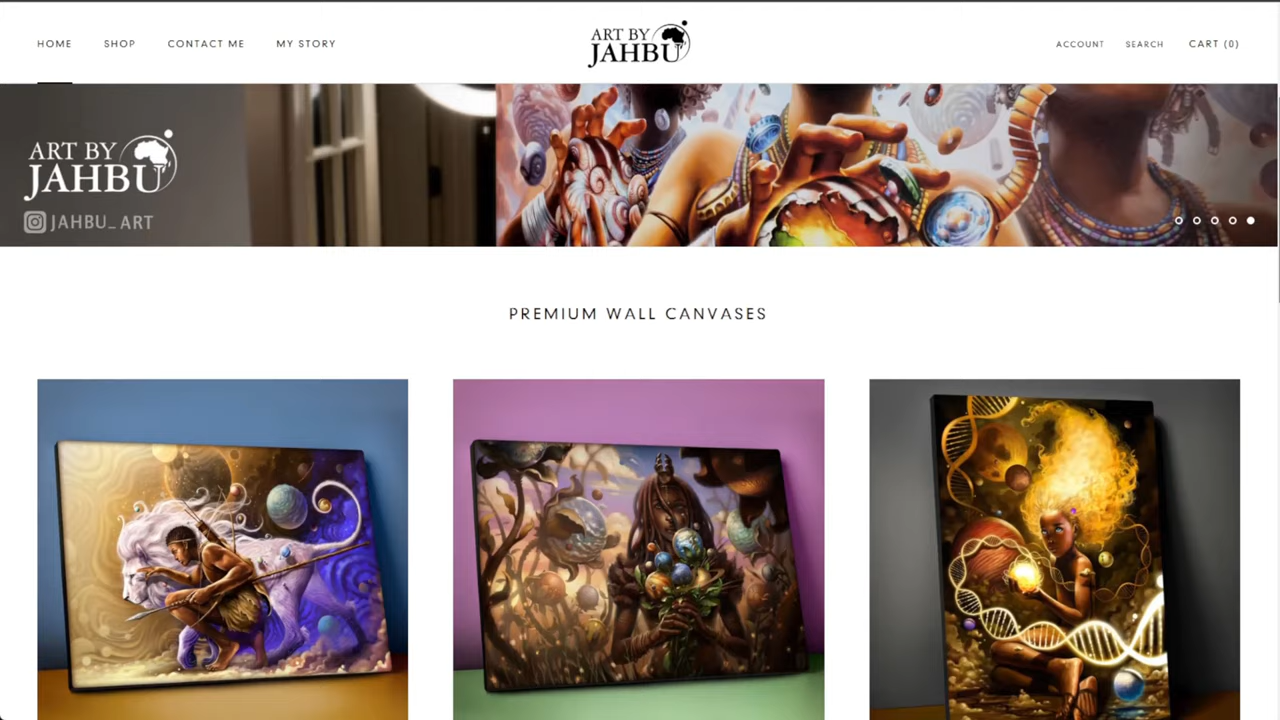 HOME
SHOP
CONTACT ME
MY STORY
ART BY
JAHBU
ACCOUNT
SEARCH
CART (0)
ART BY
JAHBU
JAHBU_ART
PREMIUM WALL CANVASES